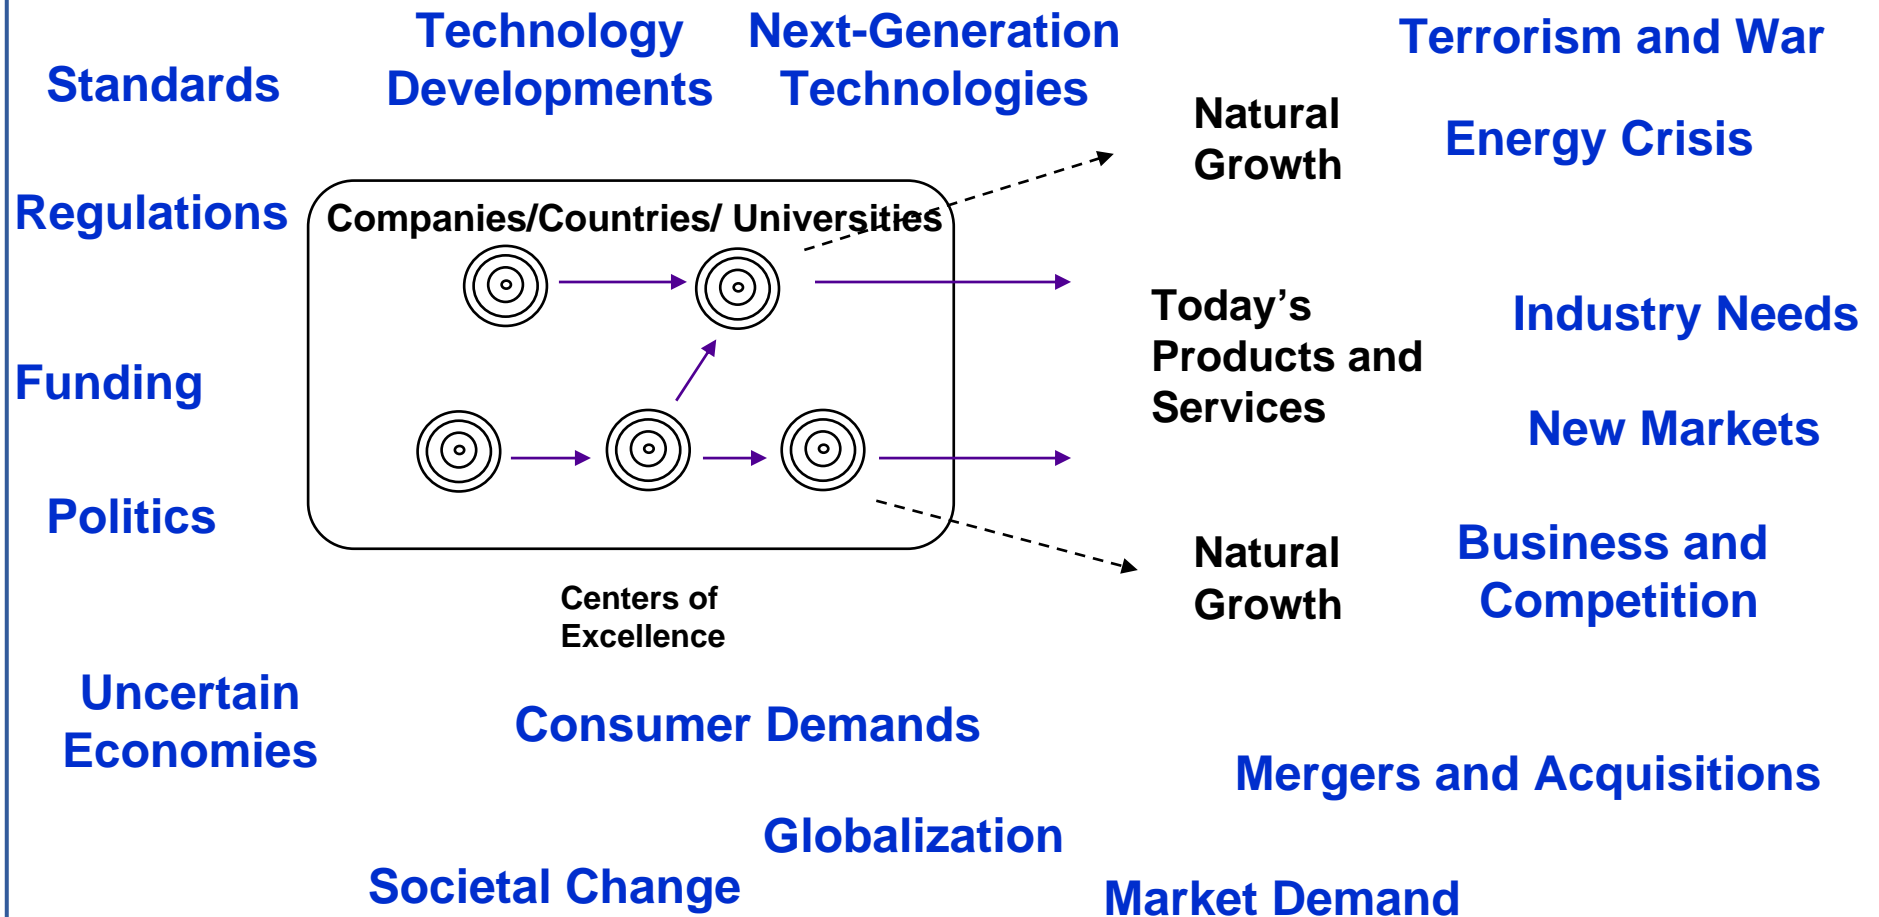 Technology
Developments
Next-Generation
Technologies
Terrorism and War
Standards
Natural
Growth
Energy Crisis
Regulations
Companies/Countries/ Universities
Today’s
Products and
Services
Industry Needs
Funding
New Markets
Politics
Natural
Growth
Business and
Competition
Centers of
Excellence
Uncertain
Economies
Consumer Demands
Mergers and Acquisitions
Globalization
Societal Change
Market Demand